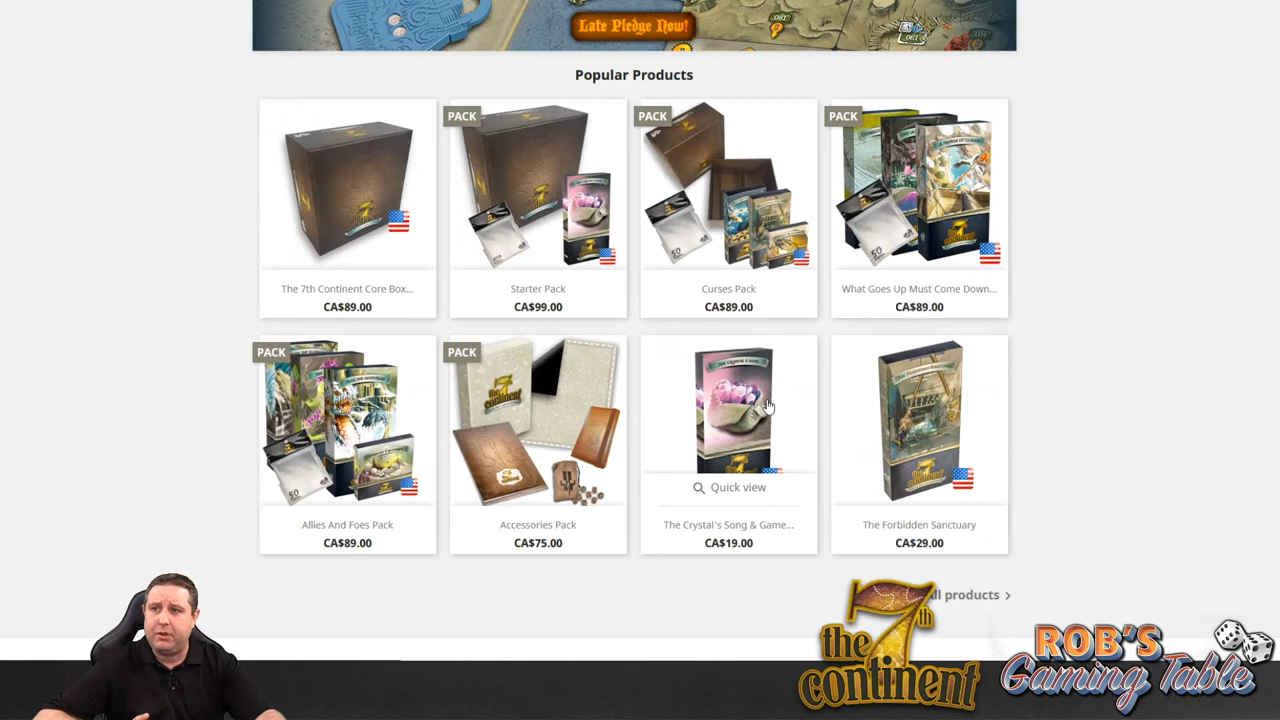 Late Pledge Now!
Popular Products
PACK
PACK
PACK
The 7th Continent Core Box...
CA$89.00
Starter Pack
CA$99.00
Curses Pack
CA$89.00
What Goes Up Must Come Down...
CA$89.00
PACK
PACK
Quick view
Allies And Foes Pack
CA$89.00
Accessories Pack
CA$75.00
The Crystal's Song & Game...
CA$19.00
The Forbidden Sanctuary
CA$29.00
ll products
the 7th continent
ROB'S
Gaming Table